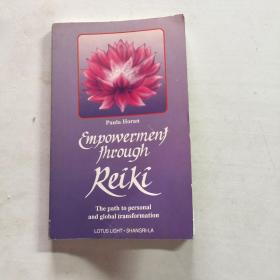 Paula Horan
Empowerment
through
Reiki
The path to personal
and global transformation
LOTUS LIGHT • SHANGRI-LA